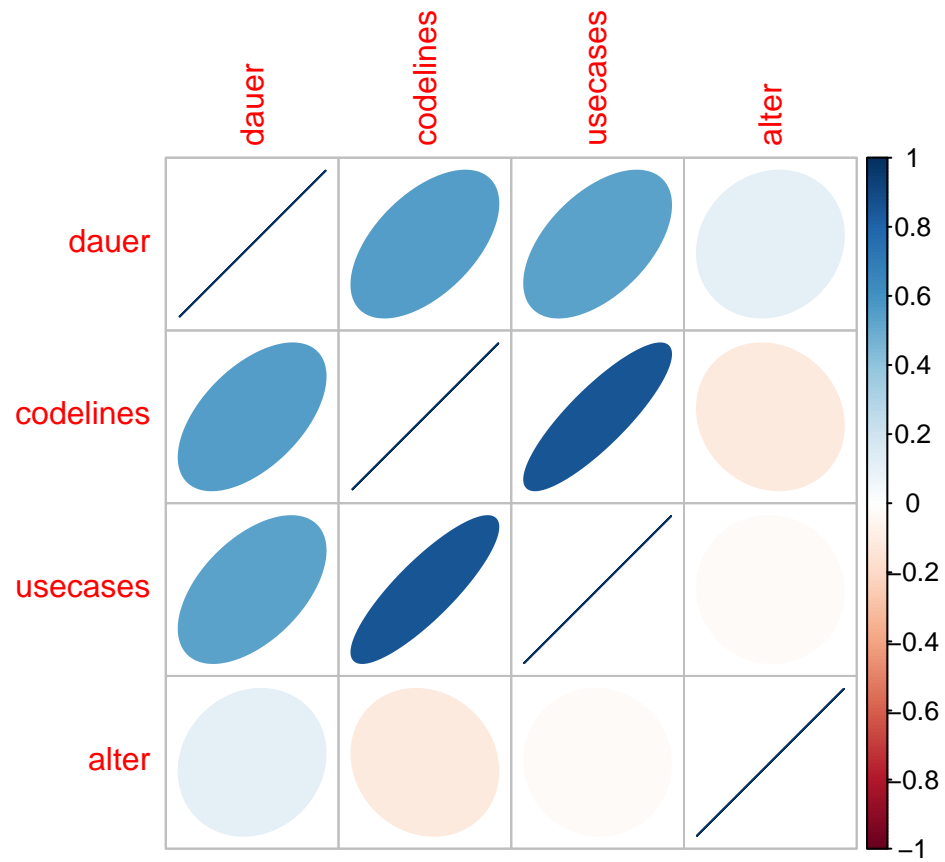 dauer
codelines
usecases
alter
dauer
codelines
usecases
alter
1
0.8
0.6
0.4
0.2
0
−0.2
−0.4
−0.6
−0.8
−1